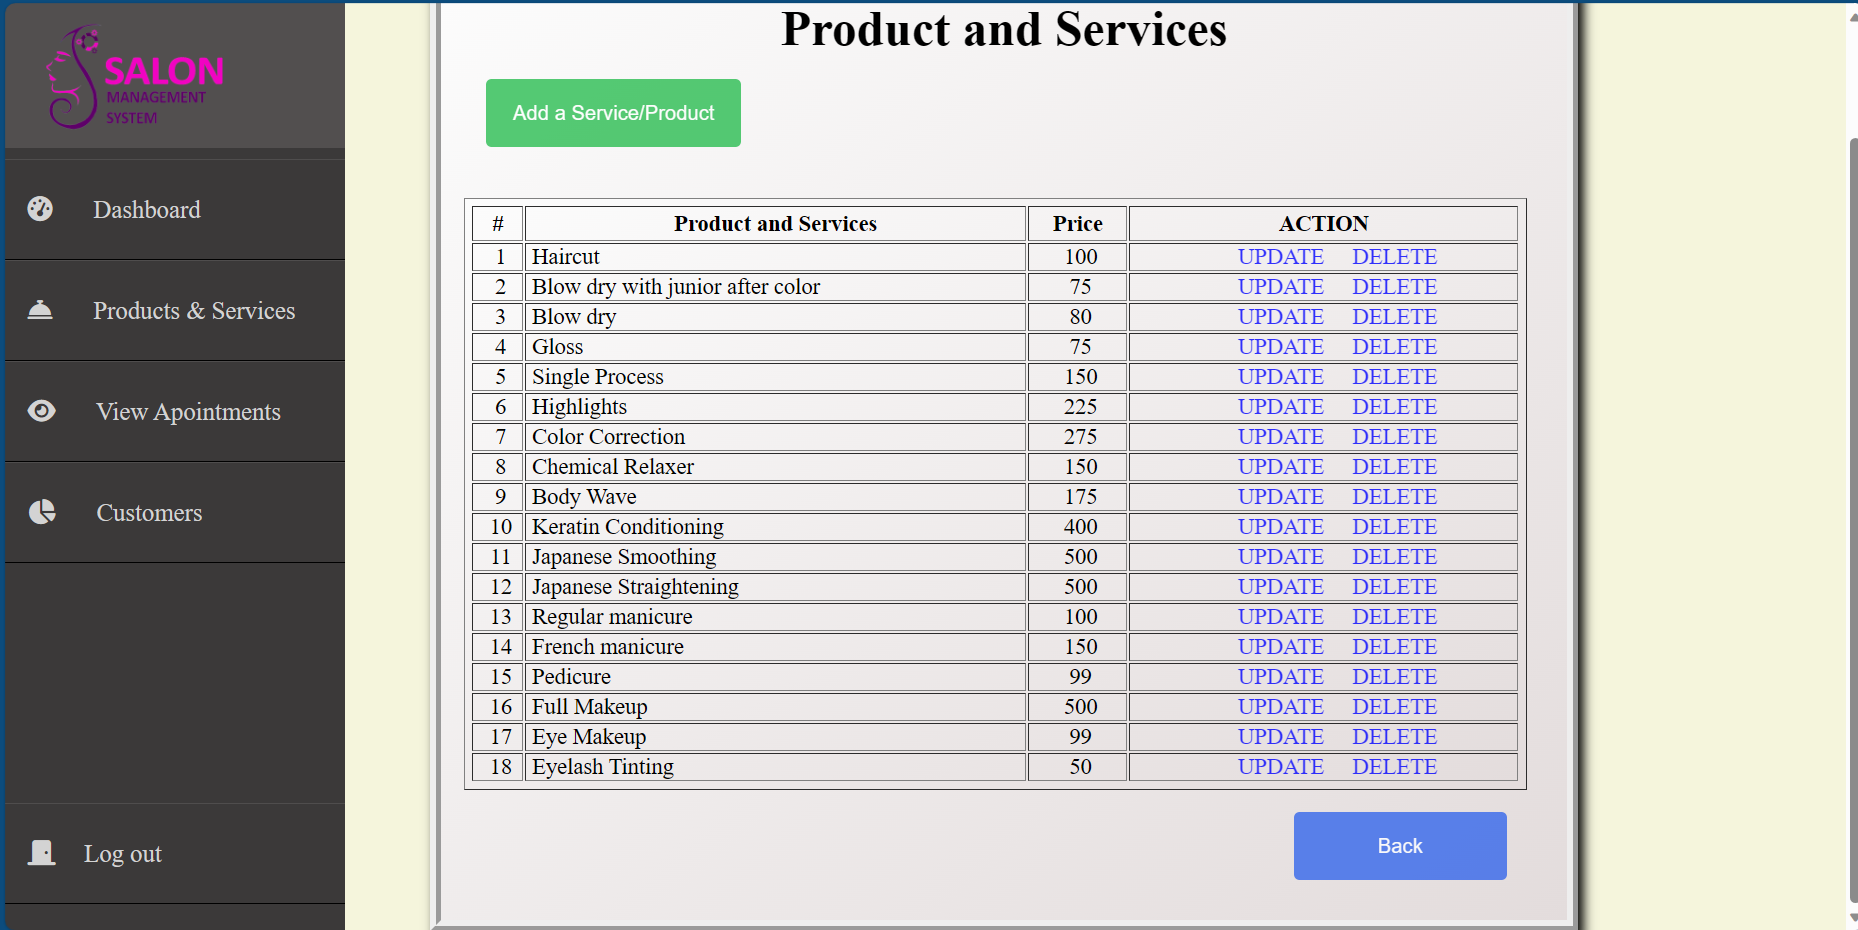 SALON
MANAGEMENT
SYSTEM
Dashboard
Products & Services
View Apointments
Customers
Log out
Product and Services
Add a Service/Product
# Product and Services Price ACTION
1 Haircut 100 UPDATE DELETE
2 Blow dry with junior after color 75 UPDATE DELETE
3 Blow dry 80 UPDATE DELETE
4 Gloss 75 UPDATE DELETE
5 Single Process 150 UPDATE DELETE
6 Highlights 225 UPDATE DELETE
7 Color Correction 275 UPDATE DELETE
8 Chemical Relaxer 150 UPDATE DELETE
9 Body Wave 175 UPDATE DELETE
10 Keratin Conditioning 400 UPDATE DELETE
11 Japanese Smoothing 500 UPDATE DELETE
12 Japanese Straightening 500 UPDATE DELETE
13 Regular manicure 100 UPDATE DELETE
14 French manicure 150 UPDATE DELETE
15 Pedicure 99 UPDATE DELETE
16 Full Makeup 500 UPDATE DELETE
17 Eye Makeup 99 UPDATE DELETE
18 Eyelash Tinting 50 UPDATE DELETE
Back